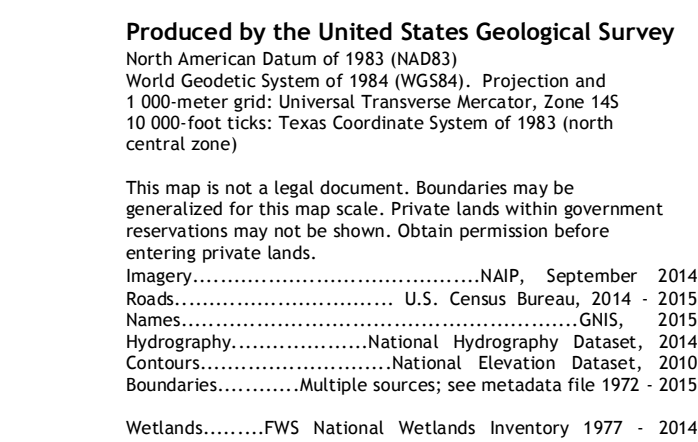 Produced by the United States Geological Survey
North American Datum of 1983 (NAD83)
World Geodetic System of 1984 (WGS84).  Projection and
1 000-meter grid: Universal Transverse Mercator, Zone 14S
10 000-foot ticks: Texas Coordinate System of 1983 (north
central zone)
This map is not a legal document. Boundaries may be
generalized for this map scale. Private lands within government
reservations may not be shown. Obtain permission before
entering private lands.
Imagery.......................................NAIP, September 2014
Roads.............................. U.S. Census Bureau, 2014 - 2015
Names......................................................GNIS, 2015
Hydrography...................National Hydrography Dataset, 2014
Contours...........................National Elevation Dataset, 2010
Boundaries...........Multiple sources; see metadata file 1972 - 2015
Wetlands.........FWS National Wetlands Inventory 1977 - 2014